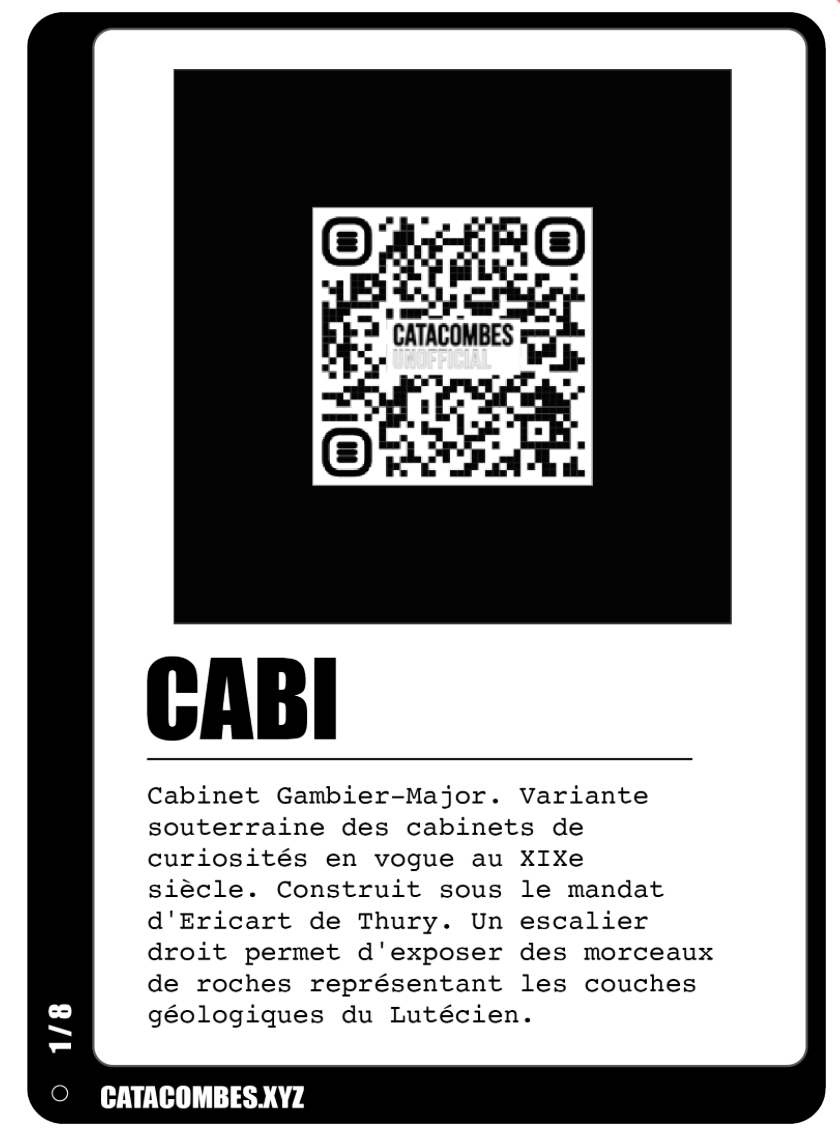 CATACOMBES
UNOFFICIAL
CABI
Cabinet Gambier-Major. Variante
souterraine des cabinets de
curiosités en vogue au XIXe
siècle. Construit sous le mandat
d'Ericart de Thury. Un escalier
droit permet d'exposer des morceaux
de roches représentant les couches
géologiques du Lutécien.
1/8
CATACOMBES.XYZ